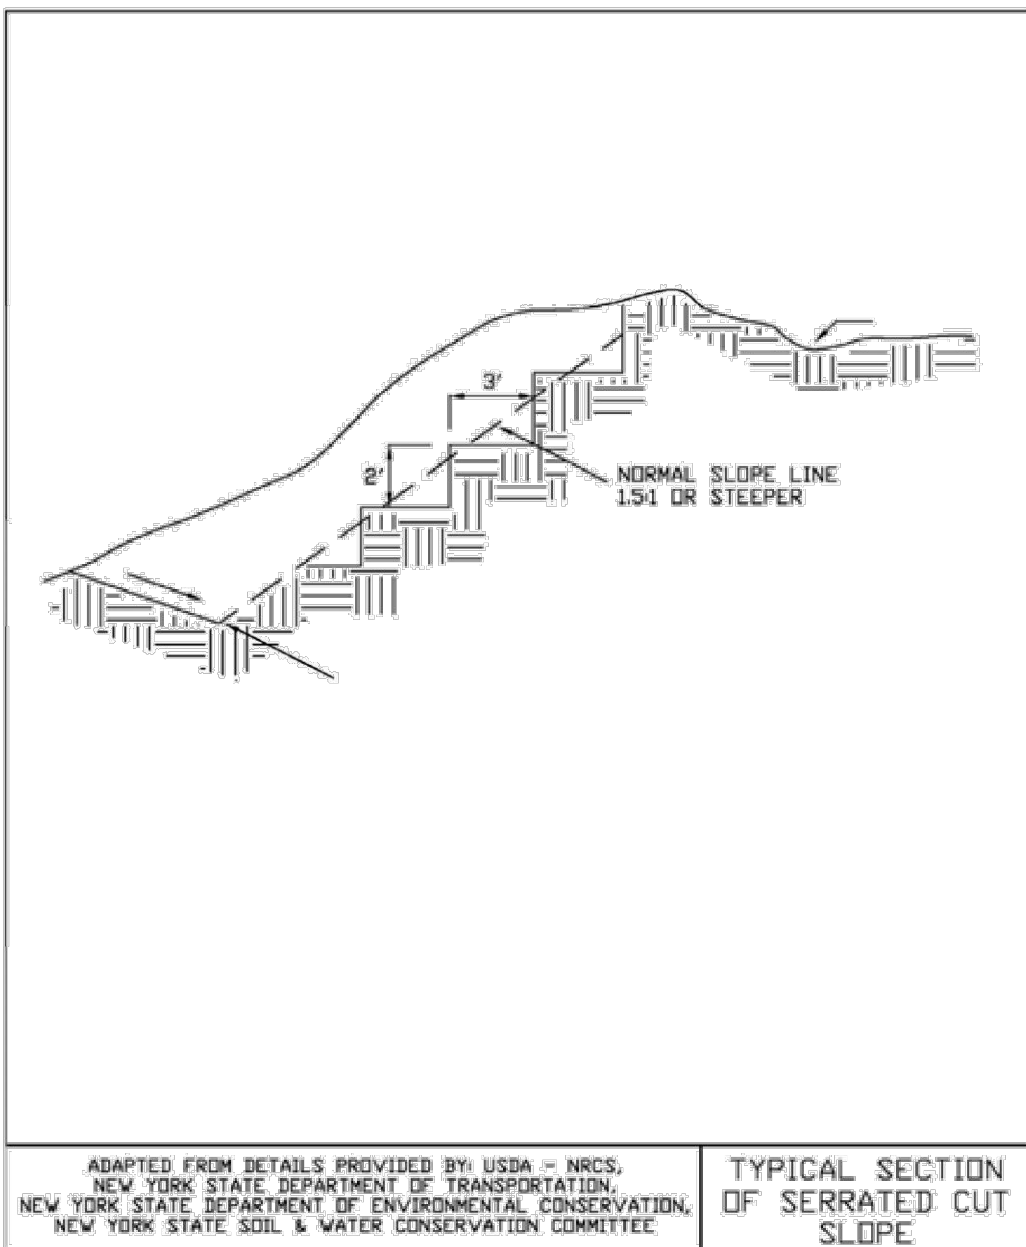 3'
2'
NORMAL SLOPE LINE
1.5:1 OR STEEPER
ADAPTED FROM DETAILS PROVIDED BY: USDA - NRCS,
NEW YORK STATE DEPARTMENT OF TRANSPORTATION,
NEW YORK STATE DEPARTMENT OF ENVIRONMENTAL CONSERVATION,
NEW YORK STATE SOIL & WATER CONSERVATION COMMITTEE
TYPICAL SECTION
OF SERRATED CUT
SLOPE